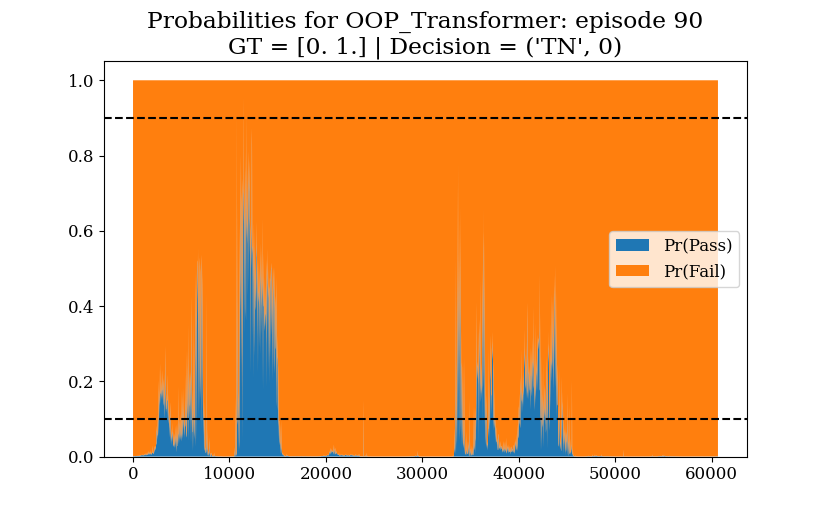 Probabilities for OOP_Transformer: episode 90
GT = [0. 1.] | Decision = ('TN', 0)
1.0
0.8
0.6
0.4
0.2
0.0
Pr(Pass)
Pr(Fail)
0 10000 20000 30000 40000 50000 60000